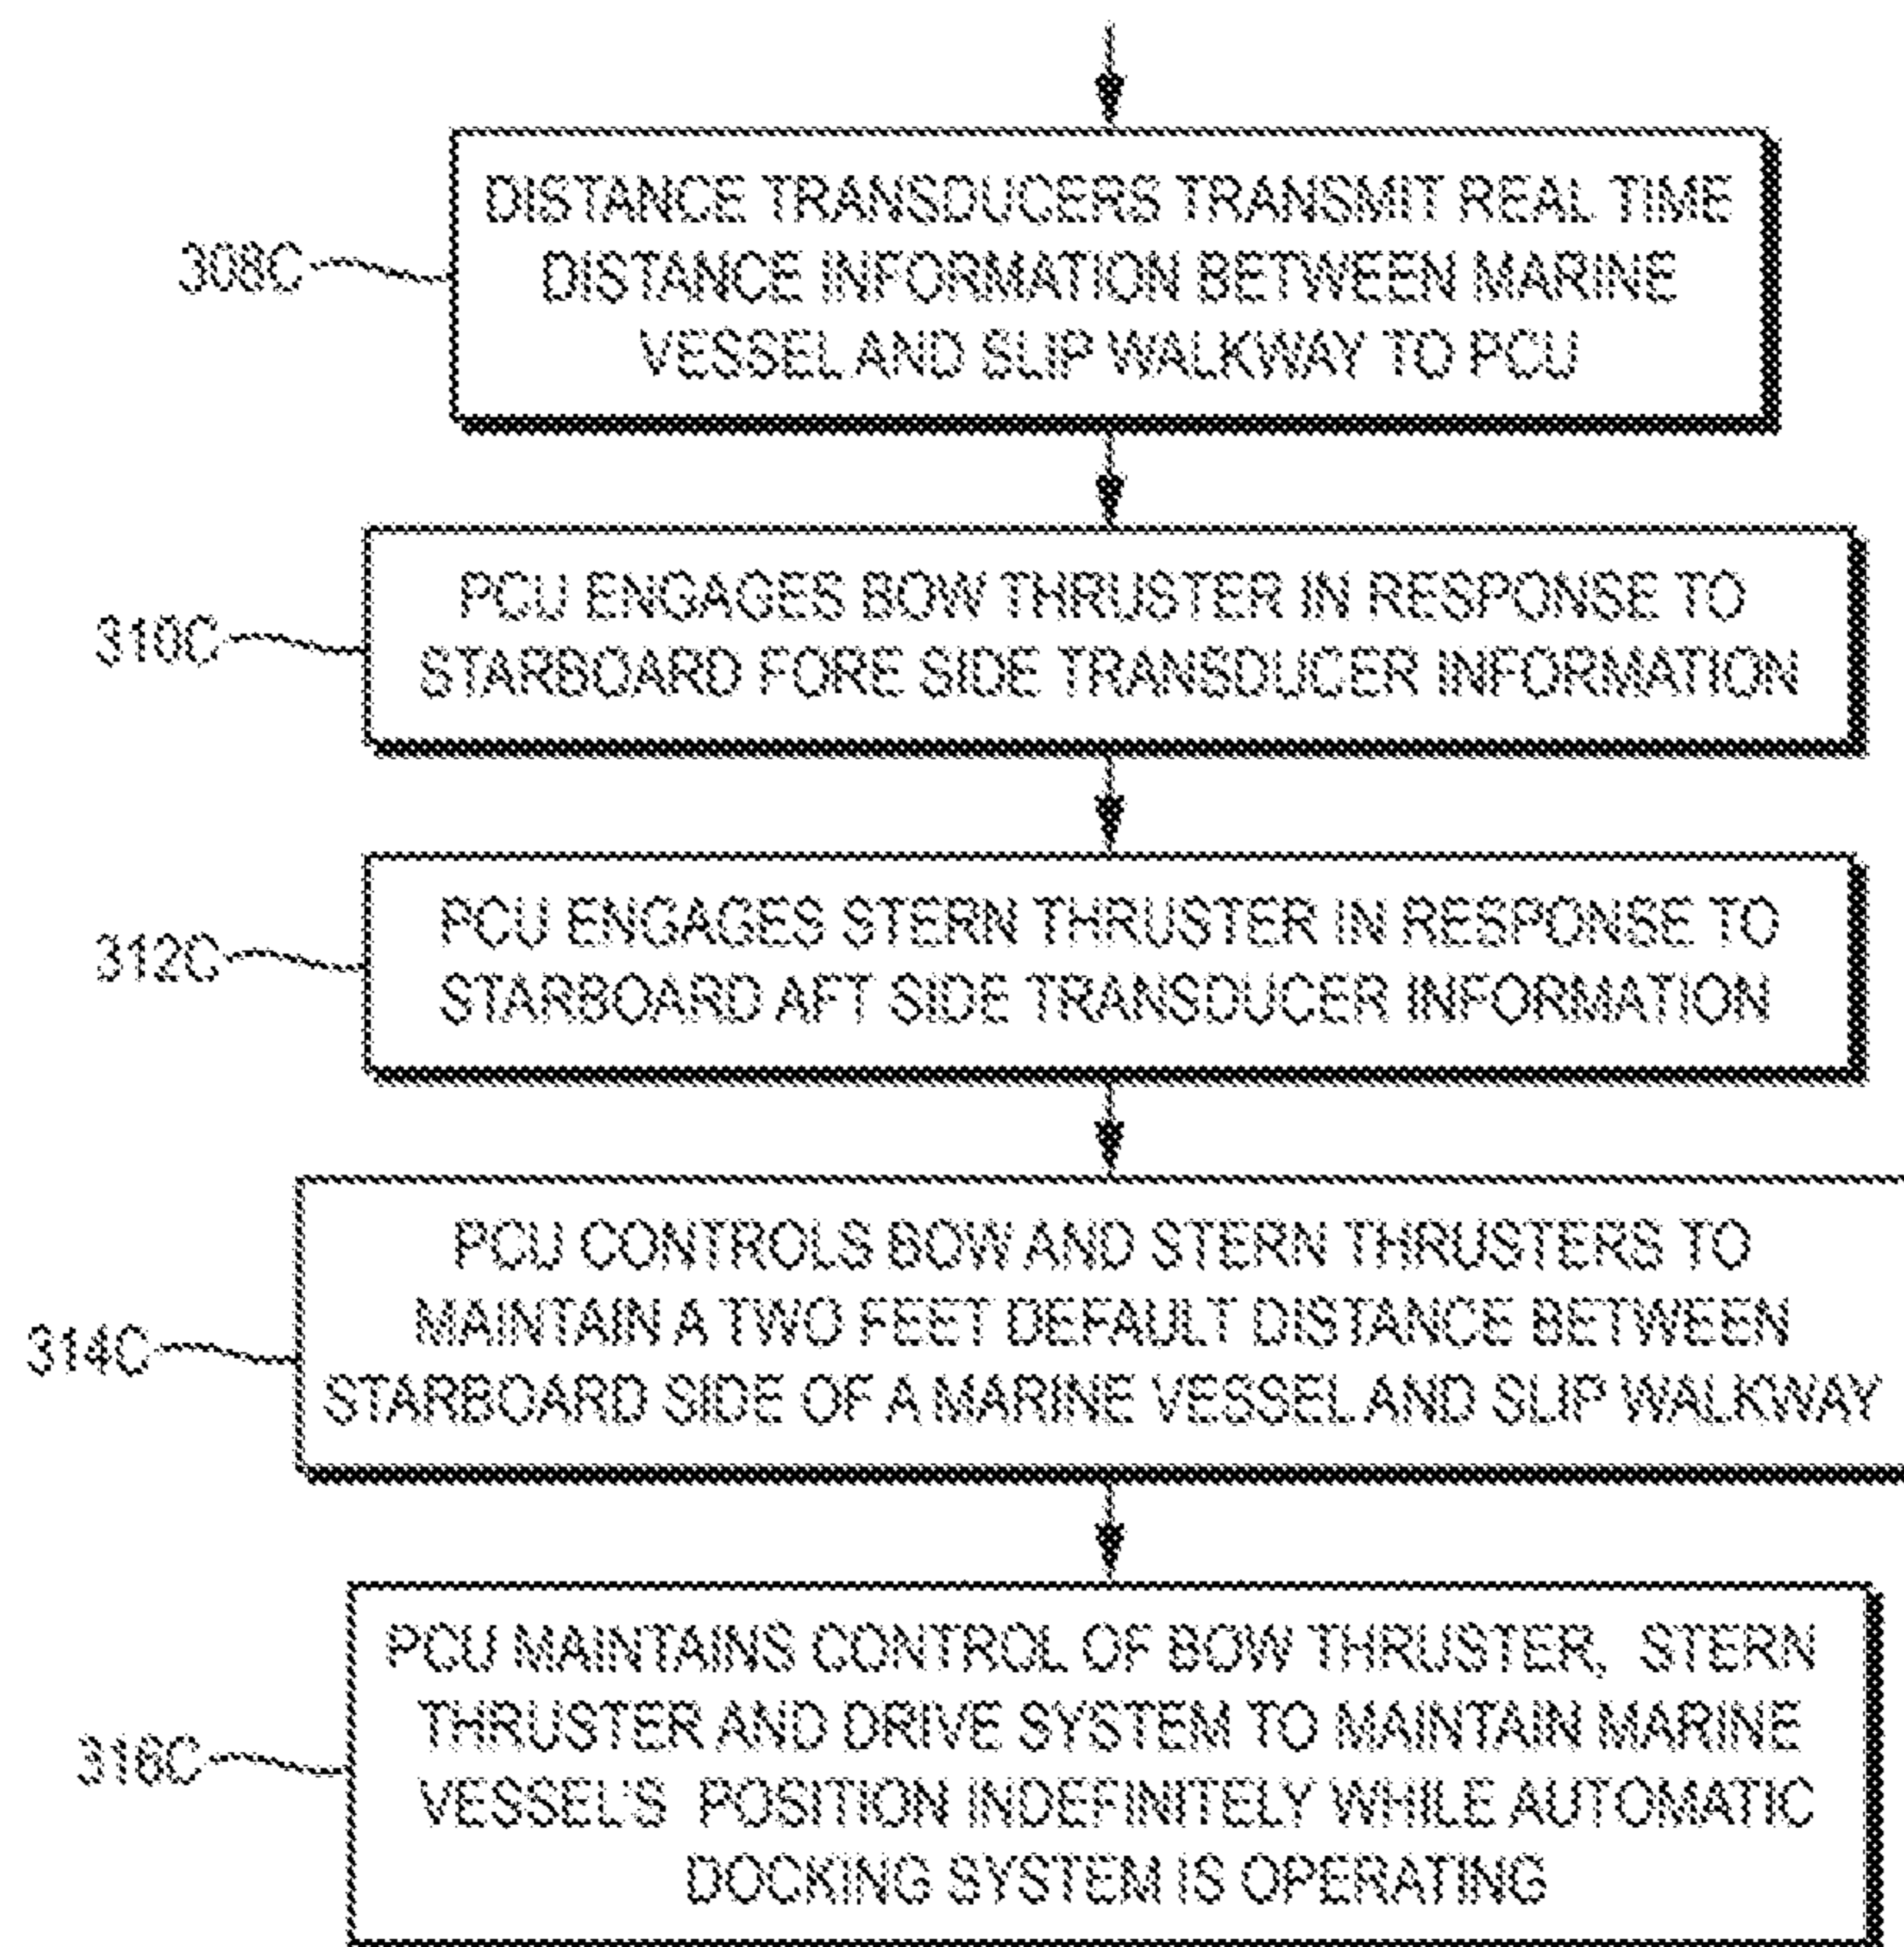 308C
DISTANCE TRANSDUCERS TRANSMIT REAL TIME
DISTANCE INFORMATION BETWEEN MARINE
VESSEL AND SLIP WALKWAY TO PCU
310C
PCU ENGAGES BOW THRUSTER IN RESPONSE TO
STARBOARD FORE SIDE TRANSDUCER INFORMATION
312C
PCU ENGAGES STERN THRUSTER IN RESPONSE TO
STARBOARD AFT SIDE TRANSDUCER INFORMATION
314C
PCU CONTROLS BOW AND STERN THRUSTERS TO
MAINTAIN A TWO FEET DEFAULT DISTANCE BETWEEN
STARBOARD SIDE OF A MARINE VESSEL AND SLIP WALKWAY
316C
PCU MAINTAINS CONTROL OF BOW THRUSTER, STERN
THRUSTER AND DRIVE SYSTEM TO MAINTAIN MARINE
VESSEL'S POSITION INDEFINITELY WHILE AUTOMATIC
DOCKING SYSTEM IS OPERATING